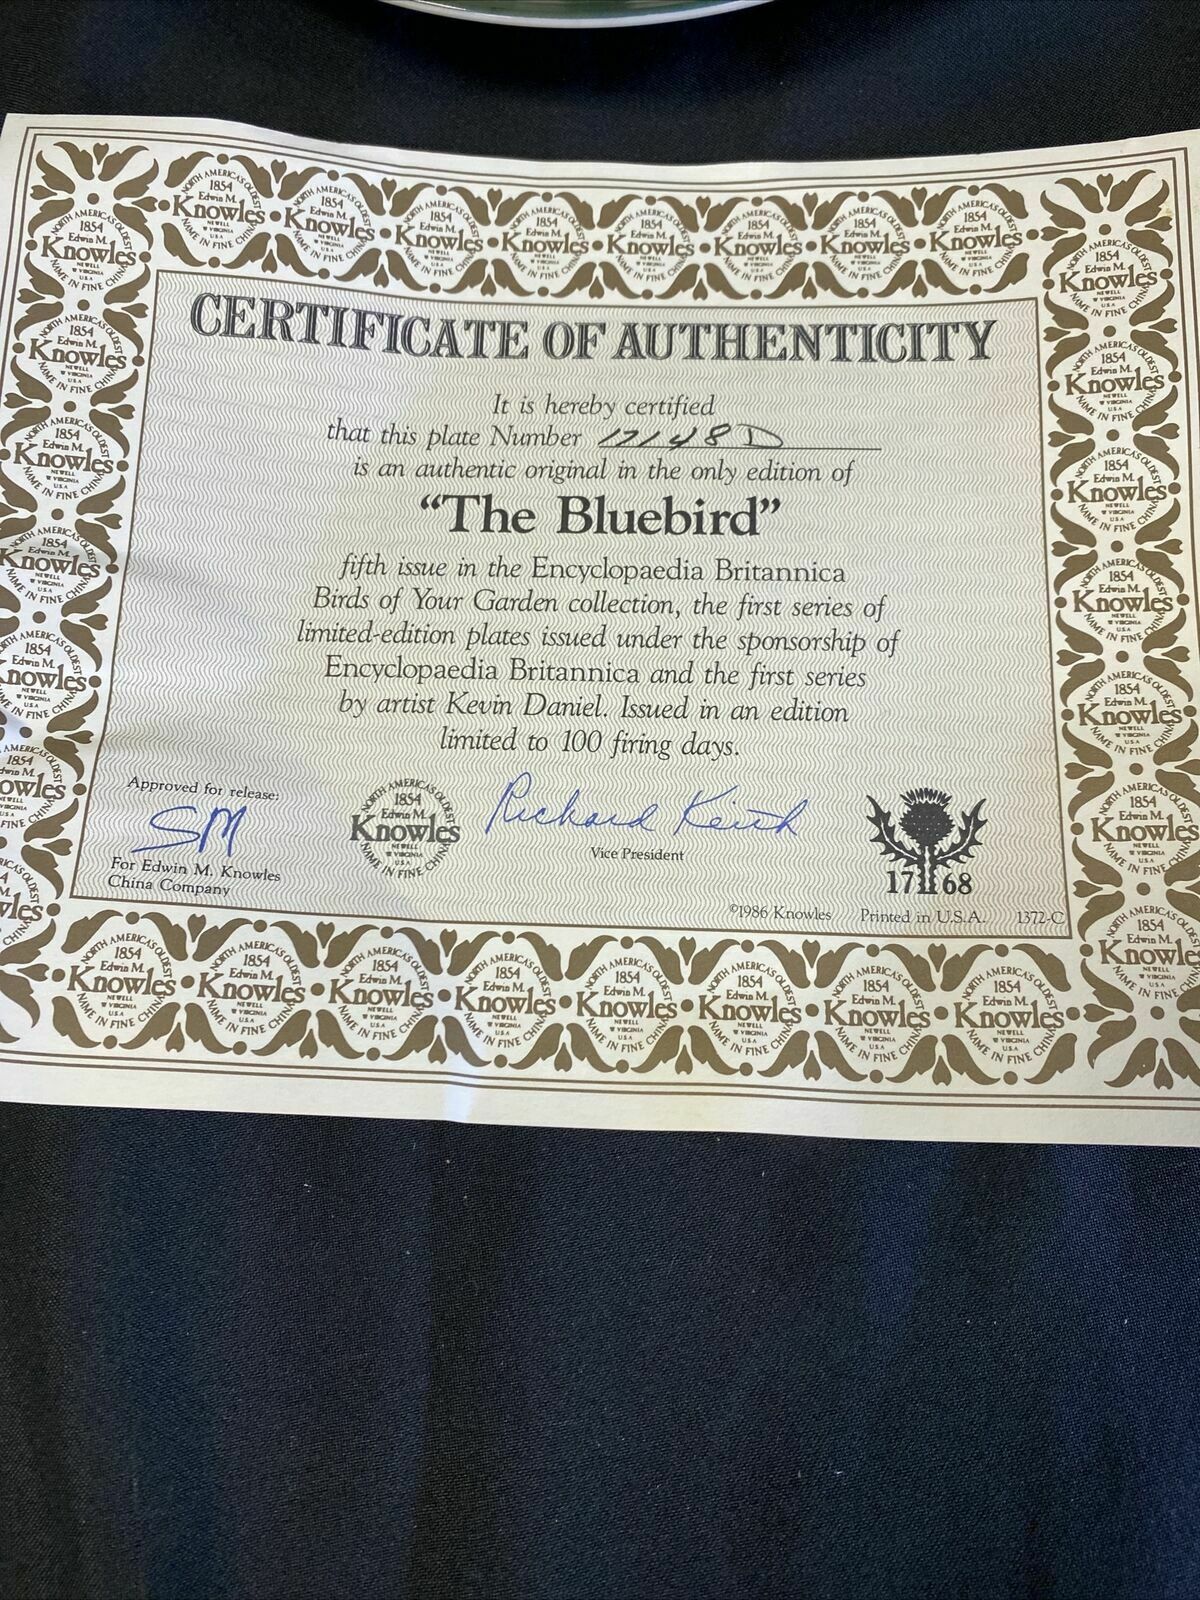 CERTIFICATE OF AUTHENTICITY
It is hereby certified
that this plate Number 17148D
is an authentic original in the only edition of
"The Bluebird"
fifth issue in the Encyclopaedia Britannica
Birds of Your Garden collection, the first series of
limited-edition plates issued under the sponsorship of
Encyclopaedia Britannica and the first series
by artist Kevin Daniel. Issued in an edition
limited to 100 firing days.
Approved for release:
SM
For Edwin M. Knowles
China Company
NORTH AMERICA'S OLDEST
1854
Edwin M.
Knowles
NEWELL
W VIRGINIA
U.S.A
NAME IN FINE CHINA
Richard Keith
Vice President
17 68
©1986 Knowles Printed in U.S.A. 1372-C